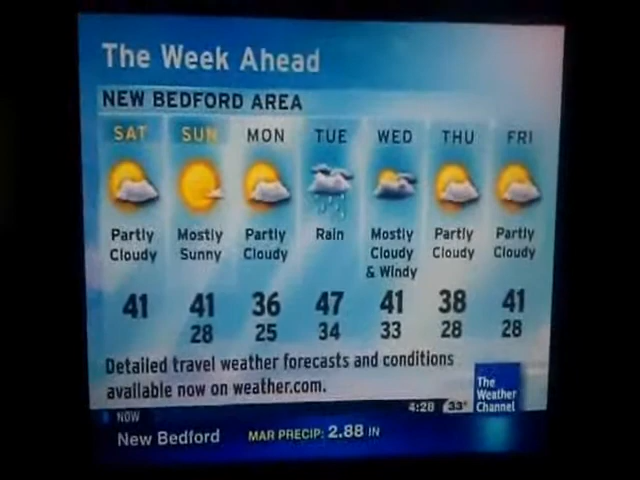 The Week Ahead
NEW BEDFORD AREA
SAT SUN MON TUE WED THU FRI
Partly Cloudy
Mostly Sunny
Partly Cloudy
Rain
Mostly Cloudy & Windy
Partly Cloudy
Partly Cloudy
41 41 36 47 41 38 41
28 25 34 33 28 28
Detailed travel weather forecasts and conditions
available now on weather.com.
The
Weather
Channel
4:28 33°
NOW
New Bedford MAR PRECIP: 2.88 IN